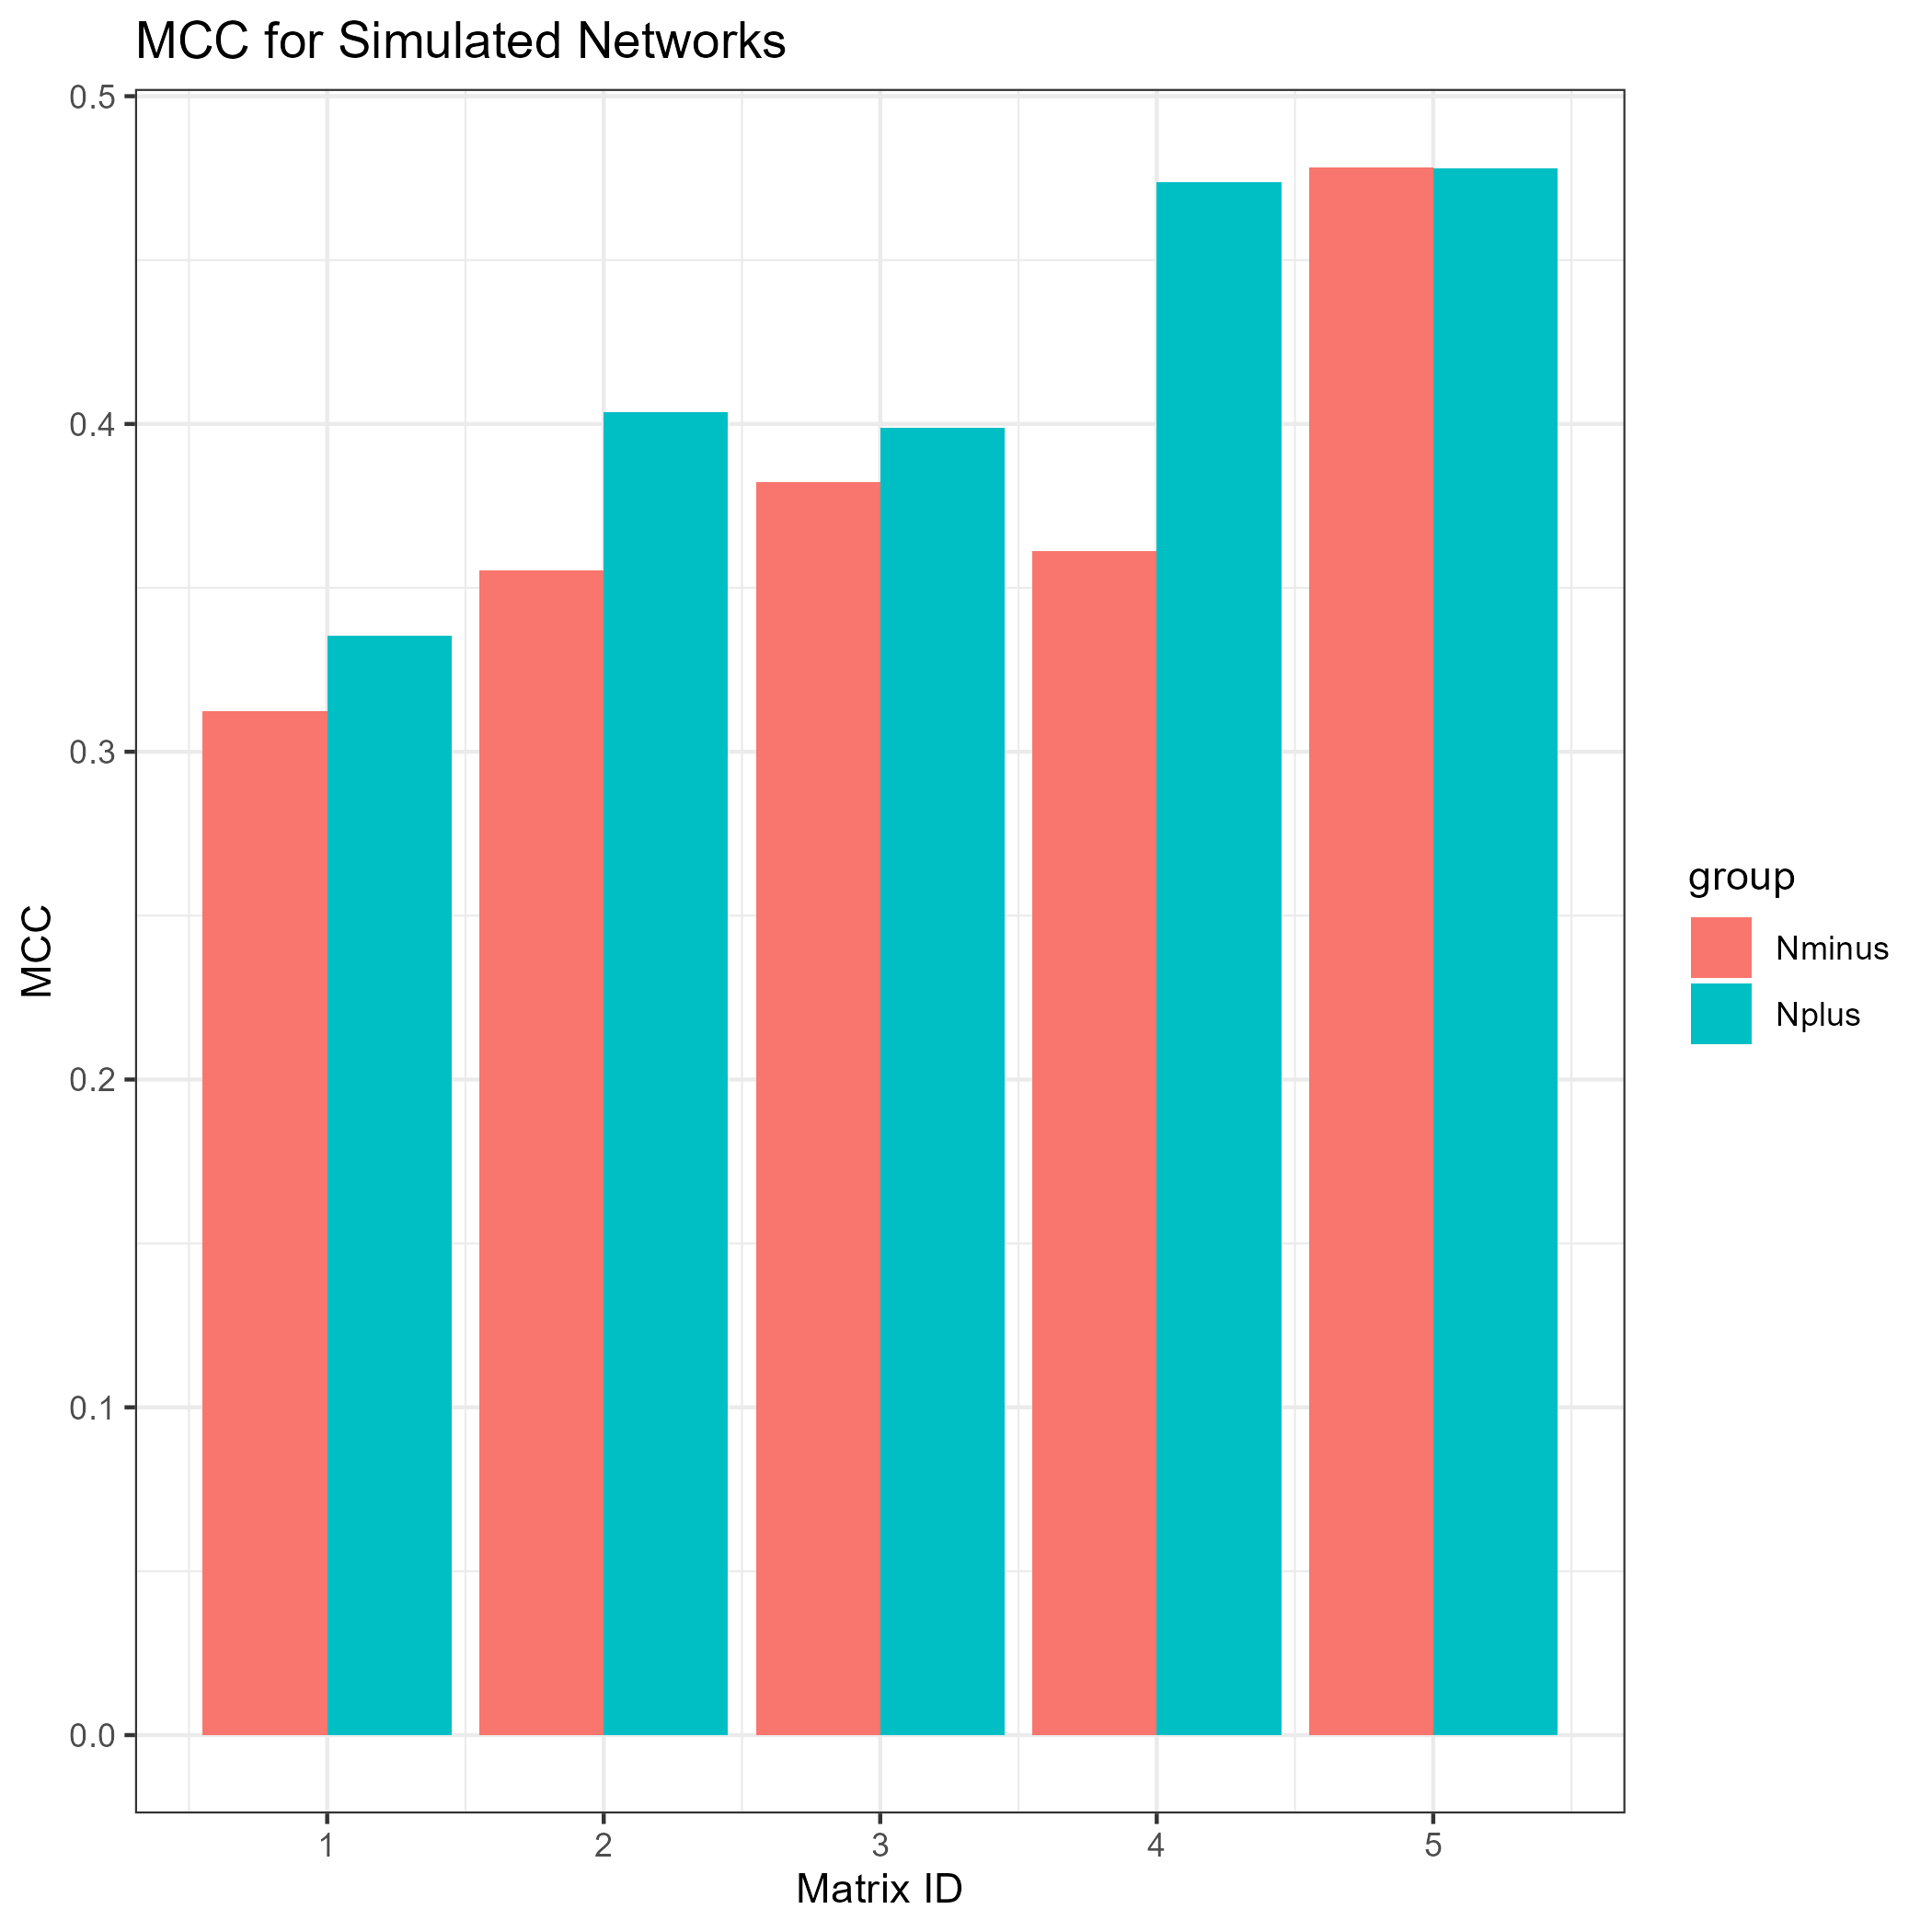 MCC for Simulated Networks
0.5
0.4
0.3
0.2
0.1
0.0
MCC
1 2 3 4 5
Matrix ID
group
Nminus
Nplus